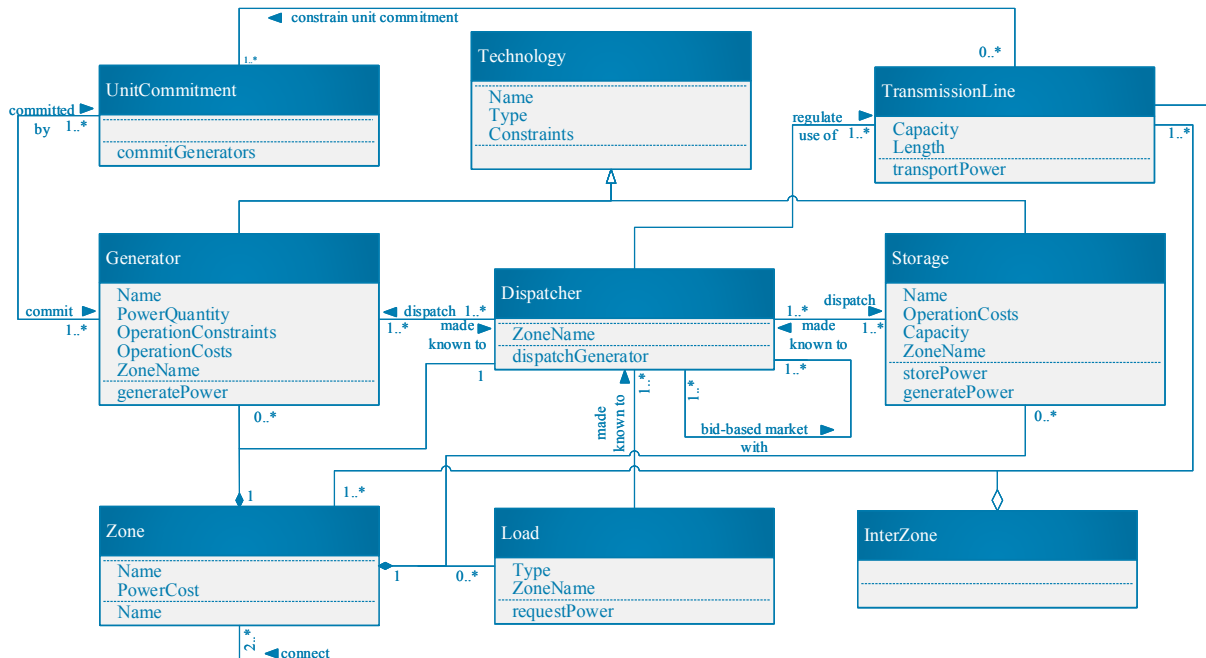 constrain unit commitment
1..*
0..*
Technology
Name
Type
Constraints
UnitCommitment
commitGenerators
committed
by
1..*
TransmissionLine
Capacity
Length
transportPower
regulate
use of
1..*
1..*
Generator
Name
PowerQuantity
OperationConstraints
OperationCosts
ZoneName
generatePower
commit
1..*
0..*
dispatch
1..*
1..*
made
known to
Dispatcher
ZoneName
dispatchGenerator
1
1..*
1..*
1..*
dispatch
1..*
1..*
made
known to
Storage
Name
OperationCosts
Capacity
ZoneName
storePower
generatePower
0..*
made
known to
bid-based market
with
1
1..*
Zone
Name
PowerCost
Name
1
0..*
Load
Type
ZoneName
requestPower
InterZone
2..*
connect